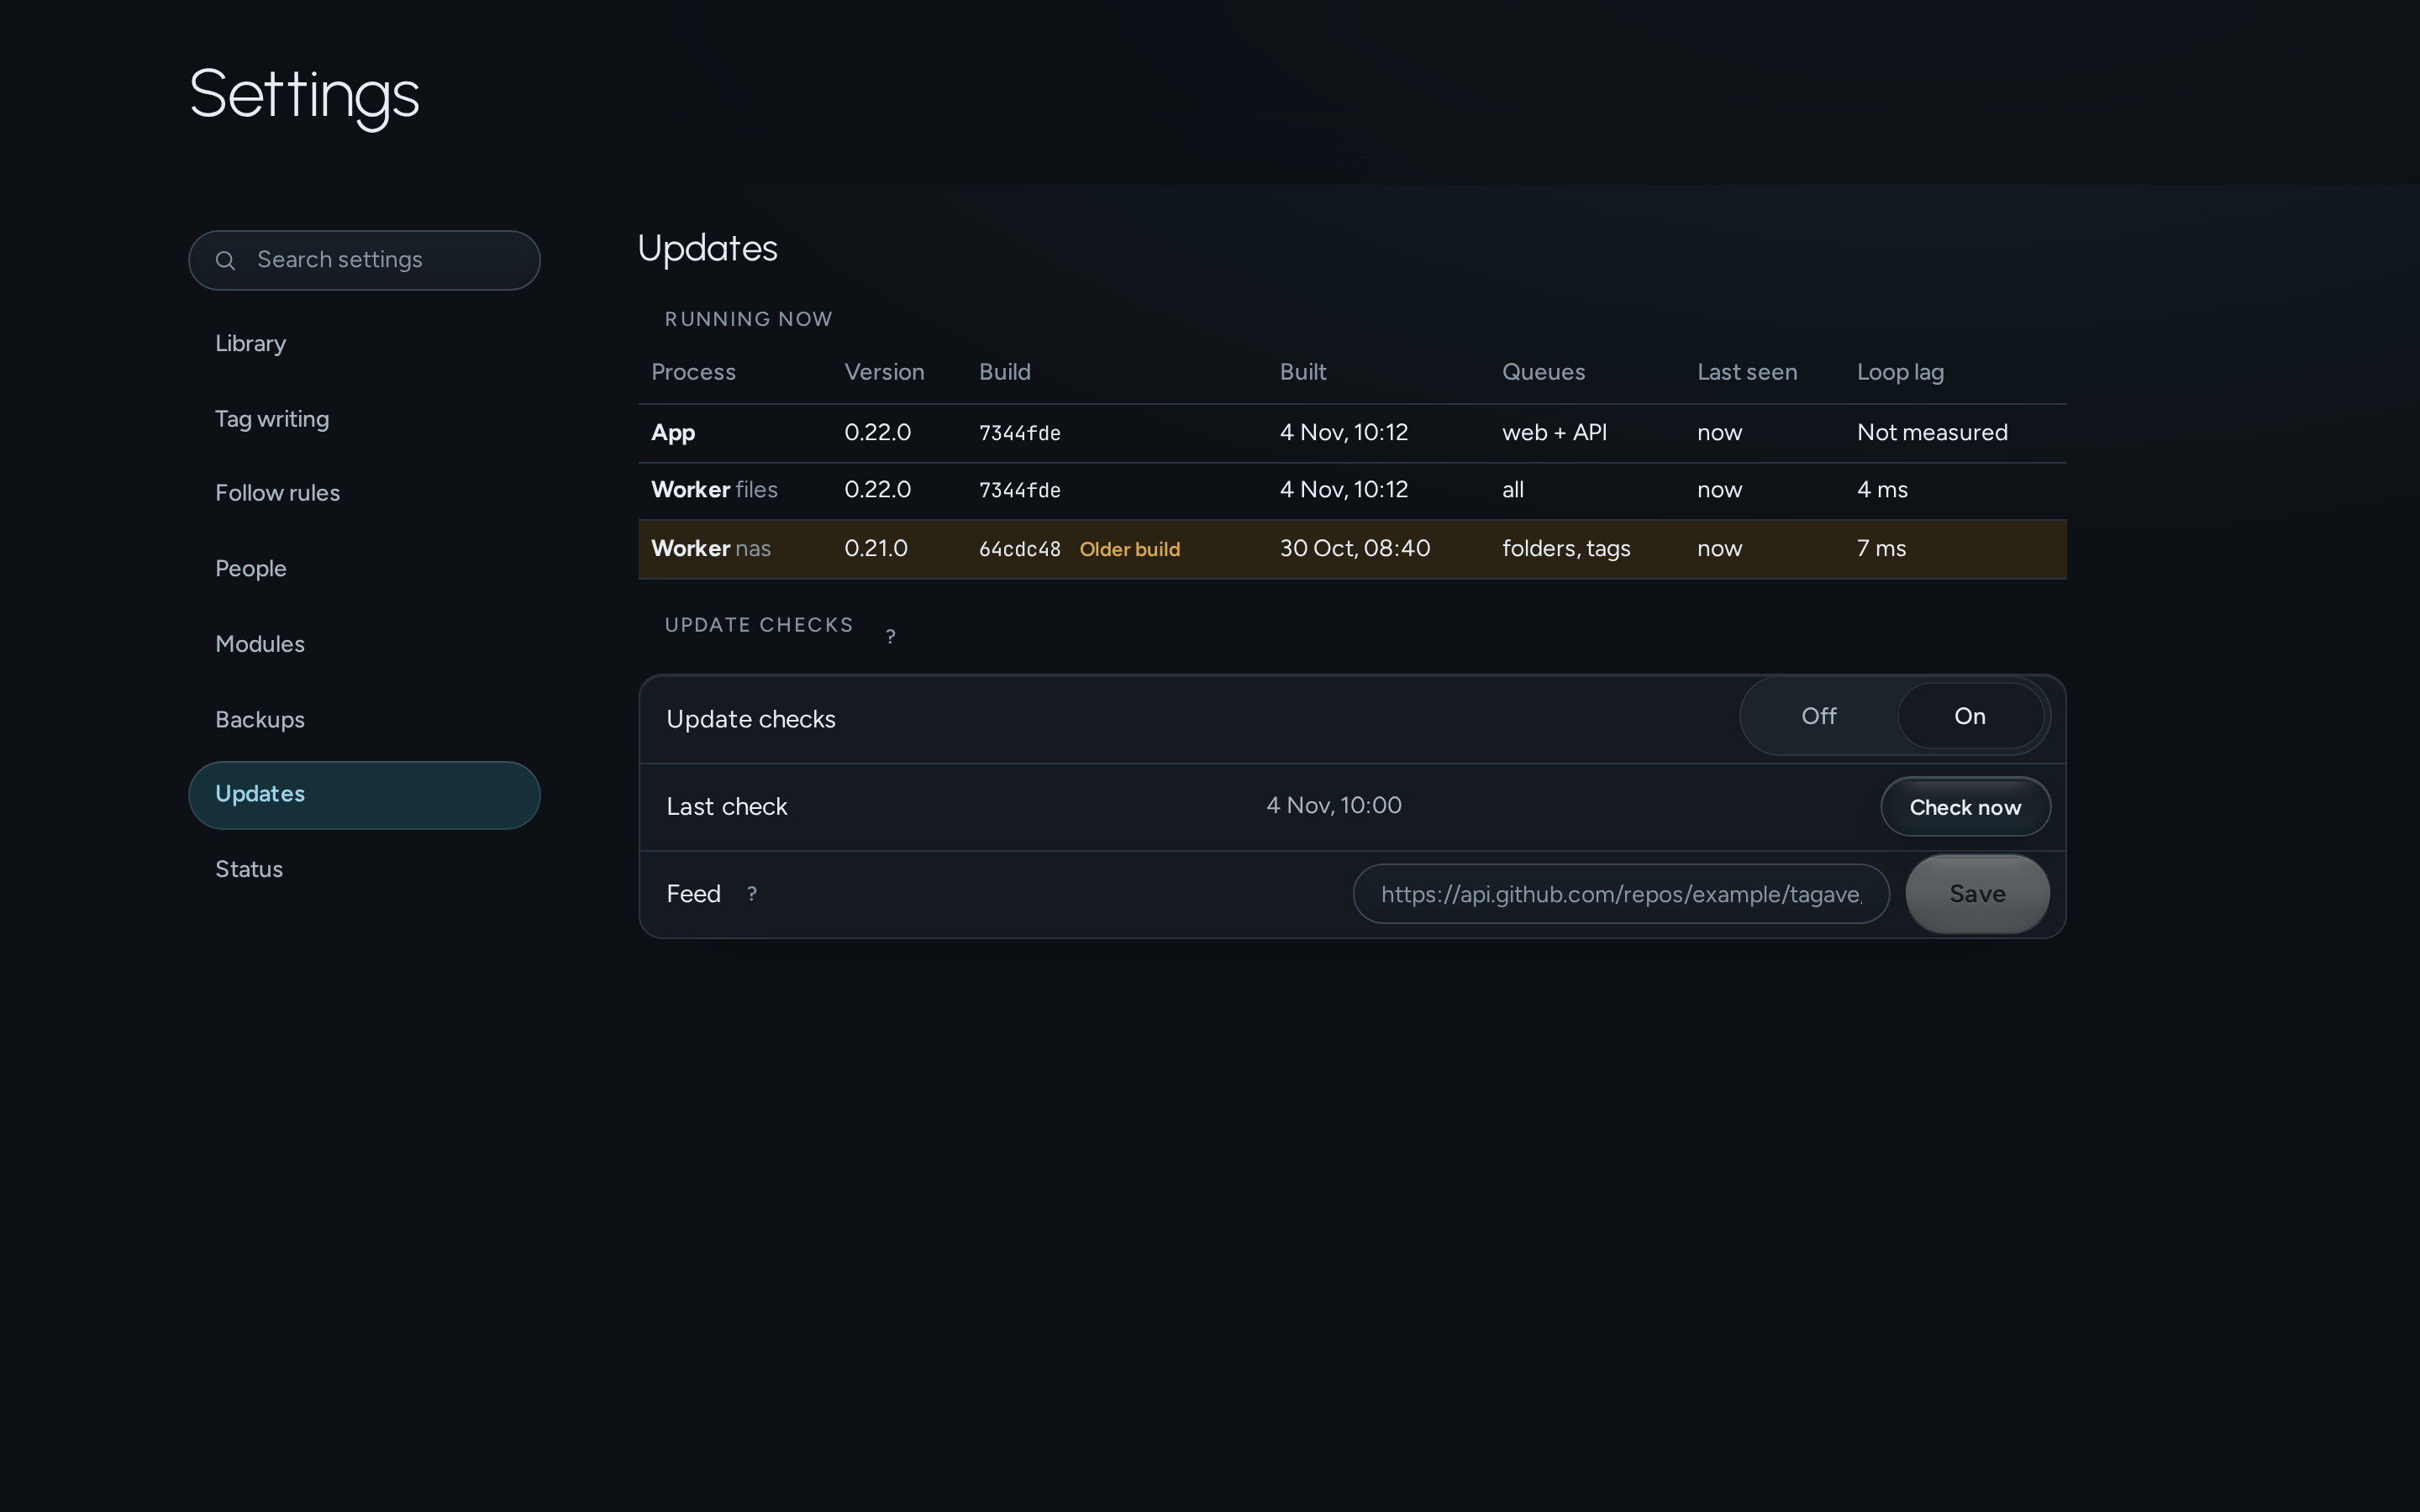 Settings
Search settings
Library
Tag writing
Follow rules
People
Modules
Backups
Updates
Status
Updates
RUNNING NOW
Process Version Build Built Queues Last seen Loop lag
App 0.22.0 7344fde 4 Nov, 10:12 web + API now Not measured
Worker files 0.22.0 7344fde 4 Nov, 10:12 all now 4 ms
Worker nas 0.21.0 64cdc48 Older build 30 Oct, 08:40 folders, tags now 7 ms
UPDATE CHECKS ?
Update checks Off On
Last check 4 Nov, 10:00 Check now
Feed ? https://api.github.com/repos/example/tagave Save